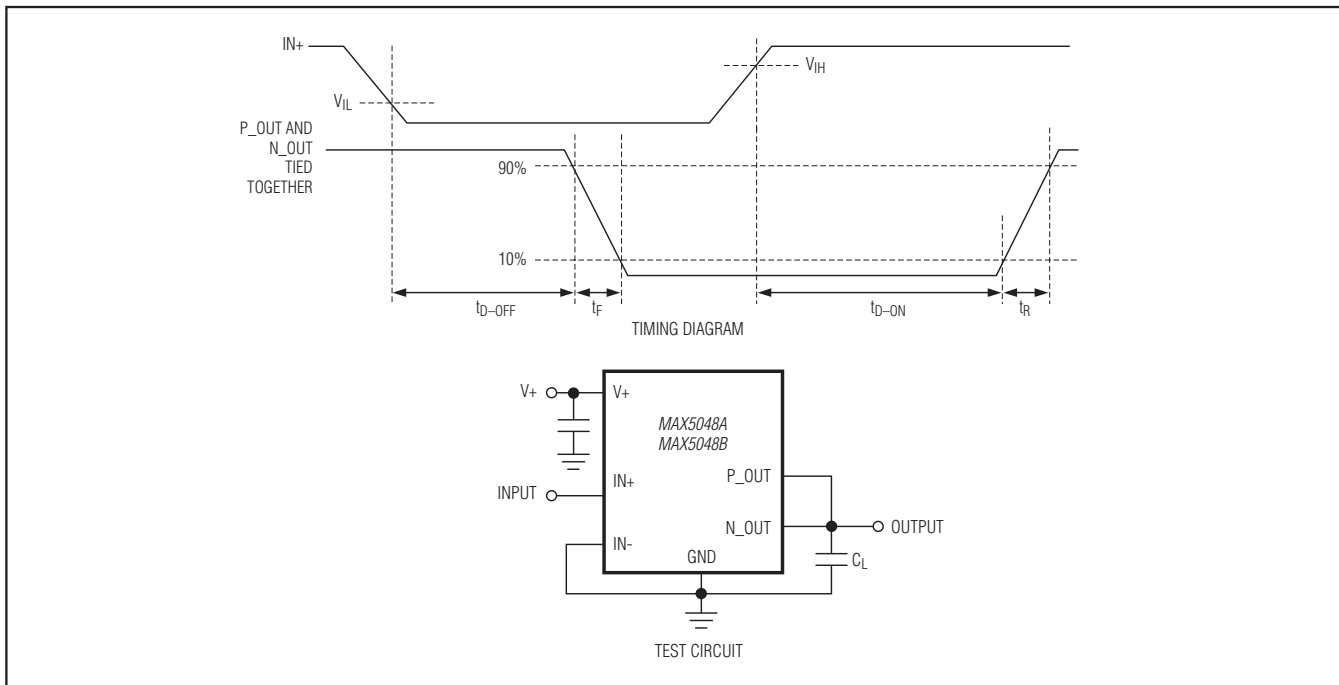 IN+
VIH
VIL
P_OUT AND
N_OUT
TIED
TOGETHER
90%
10%
tD–OFF
tF
tD–ON
tR
TIMING DIAGRAM
V+
V+
MAX5048A
MAX5048B
INPUT
IN+
P_OUT
N_OUT
OUTPUT
IN-
GND
CL
TEST CIRCUIT